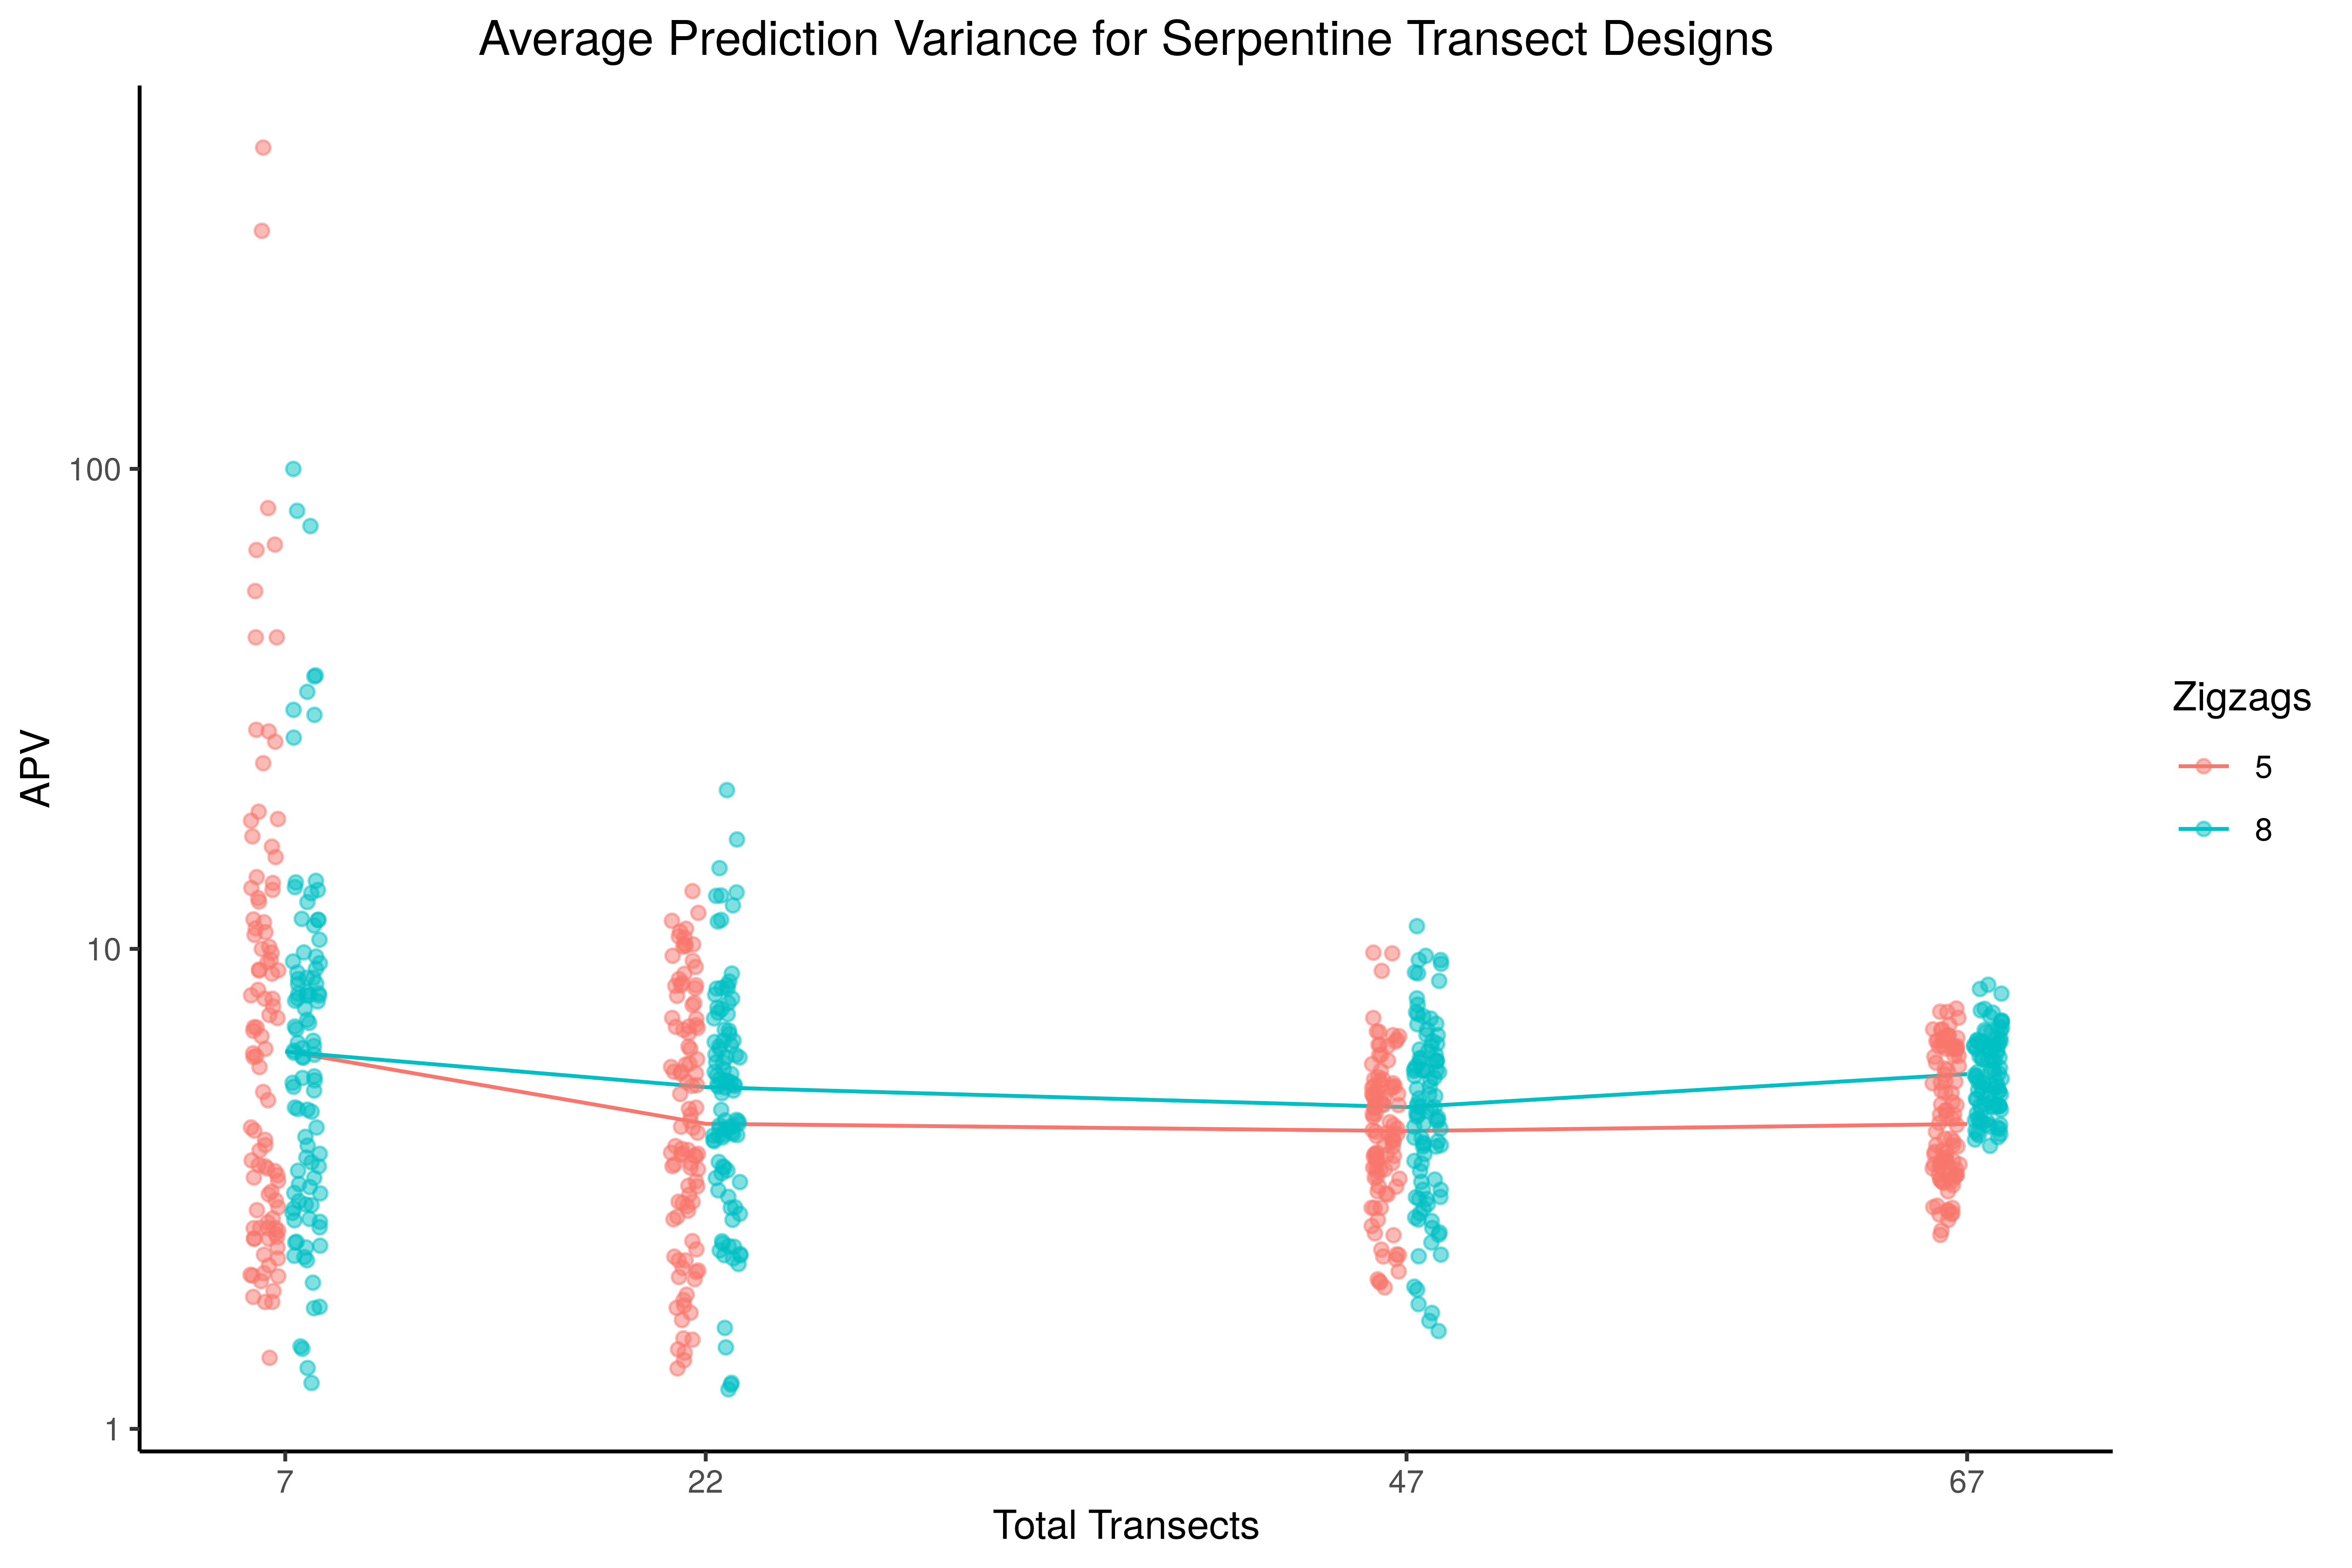 Average Prediction Variance for Serpentine Transect Designs
APV
100
10
1
7
22
47
67
Total Transects
Zigzags
5
8